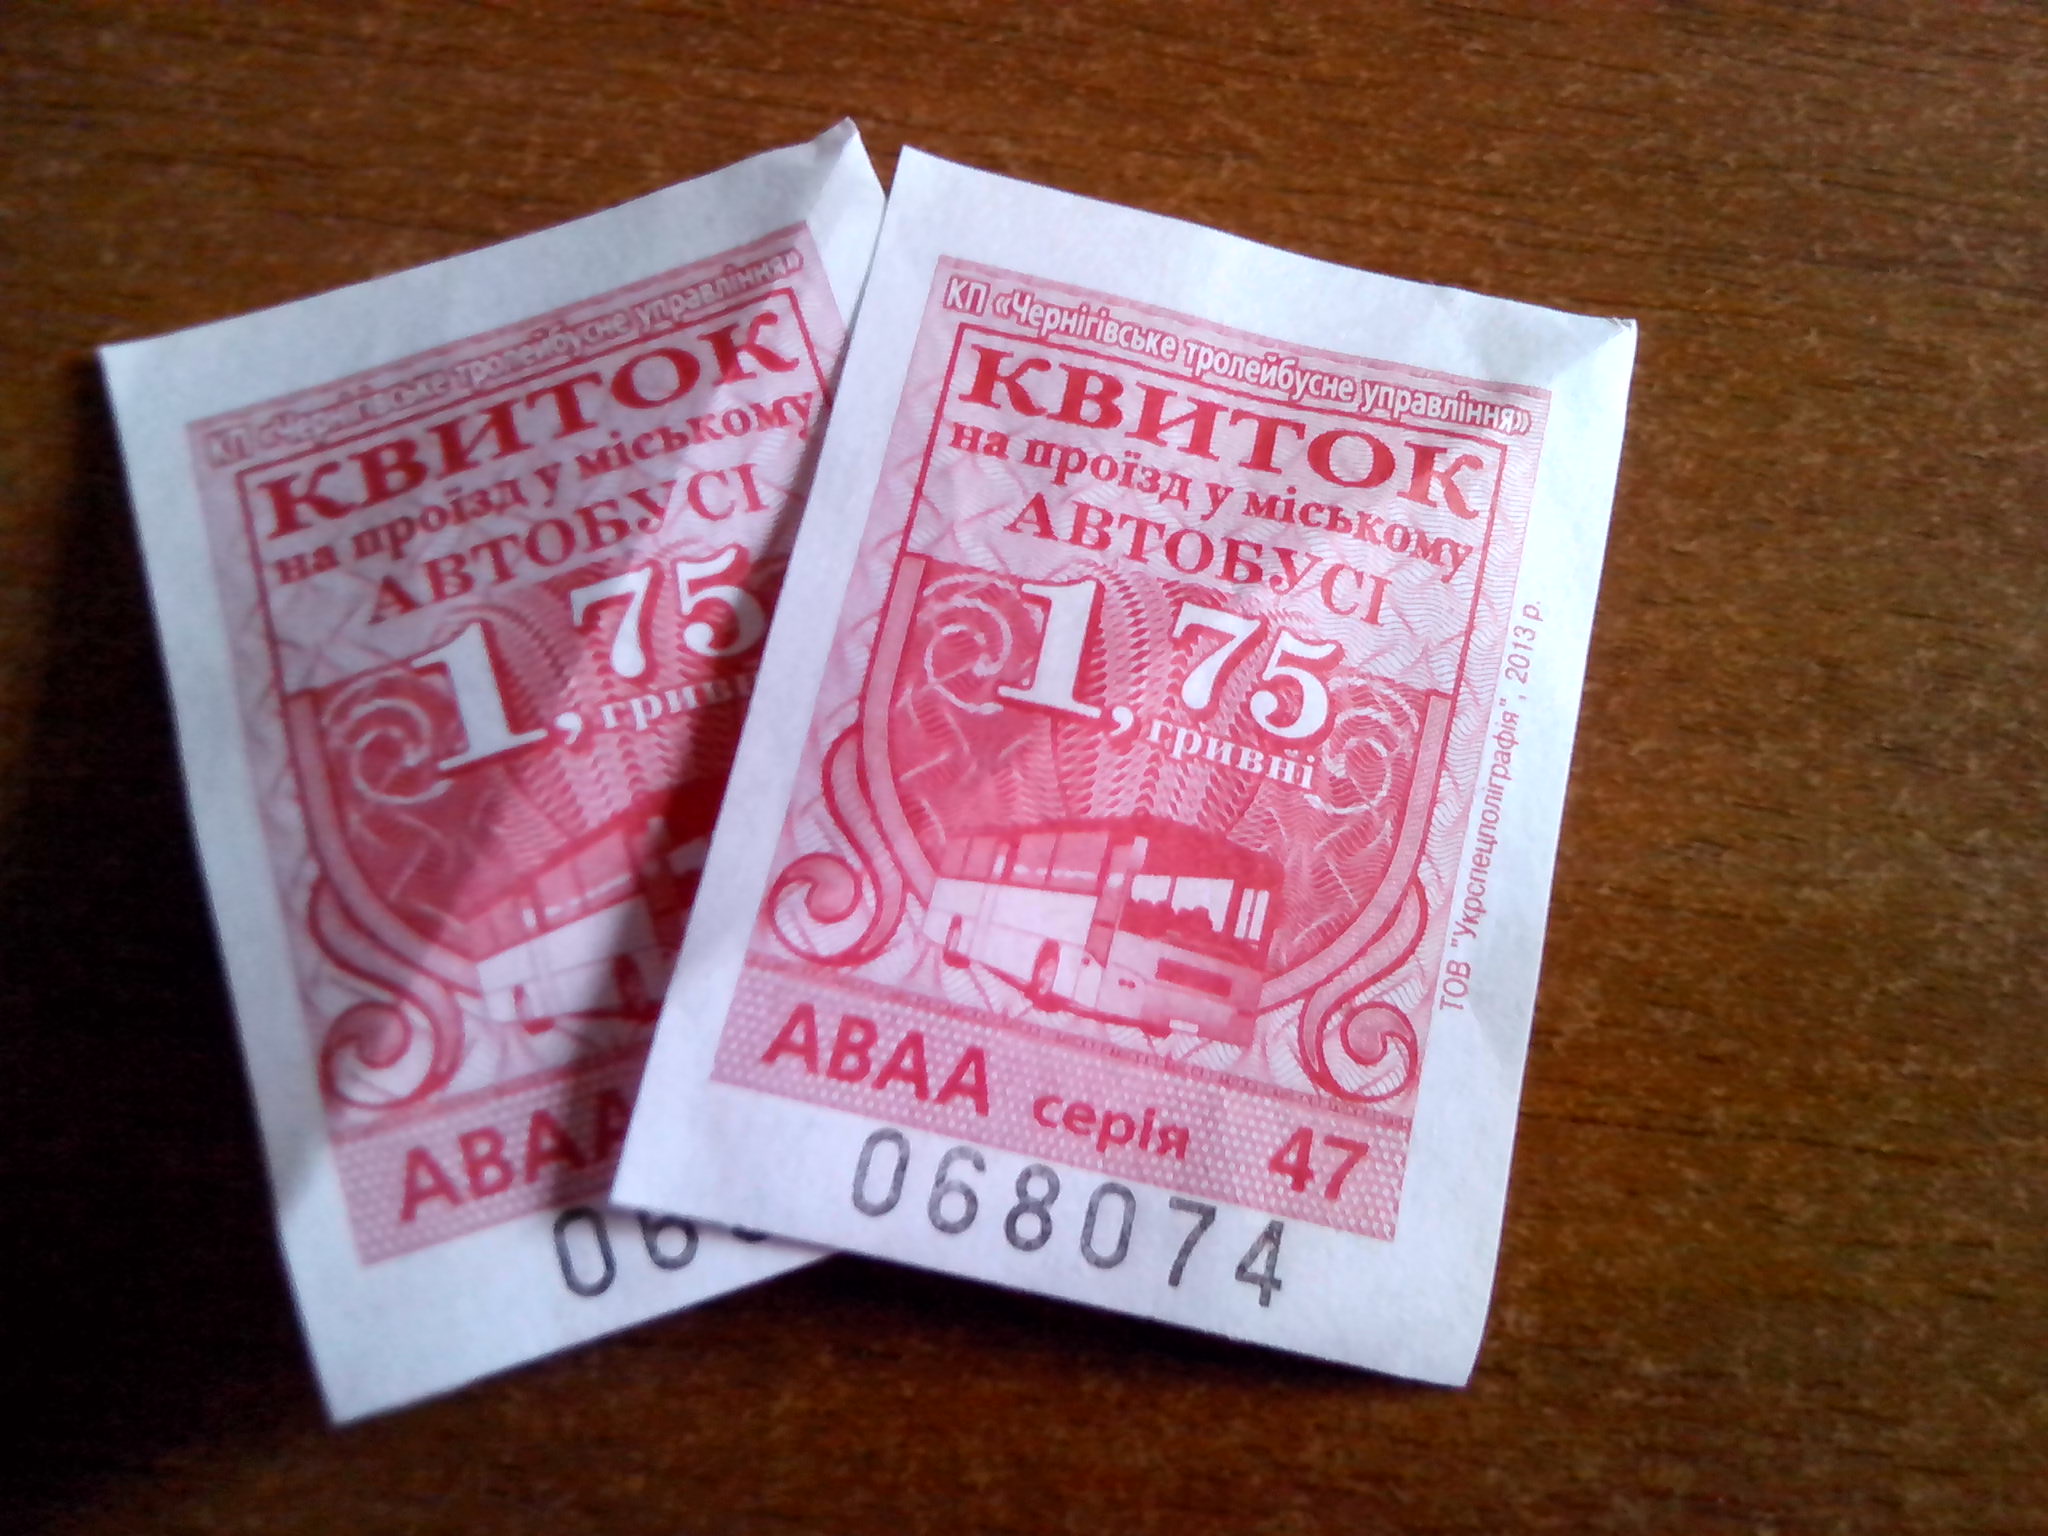 КП «Чернігівське тролейбусне управління»
КВИТОК
на проїзд у міському
АВТОБУСІ
1,75
гривні
АВАА
КП «Чернігівське тролейбусне управління»
КВИТОК
на проїзд у міському
АВТОБУСІ
1,75
гривні
АВАА серія 47
068074
ТОВ "Укрспецполіграфія", 2013 р.